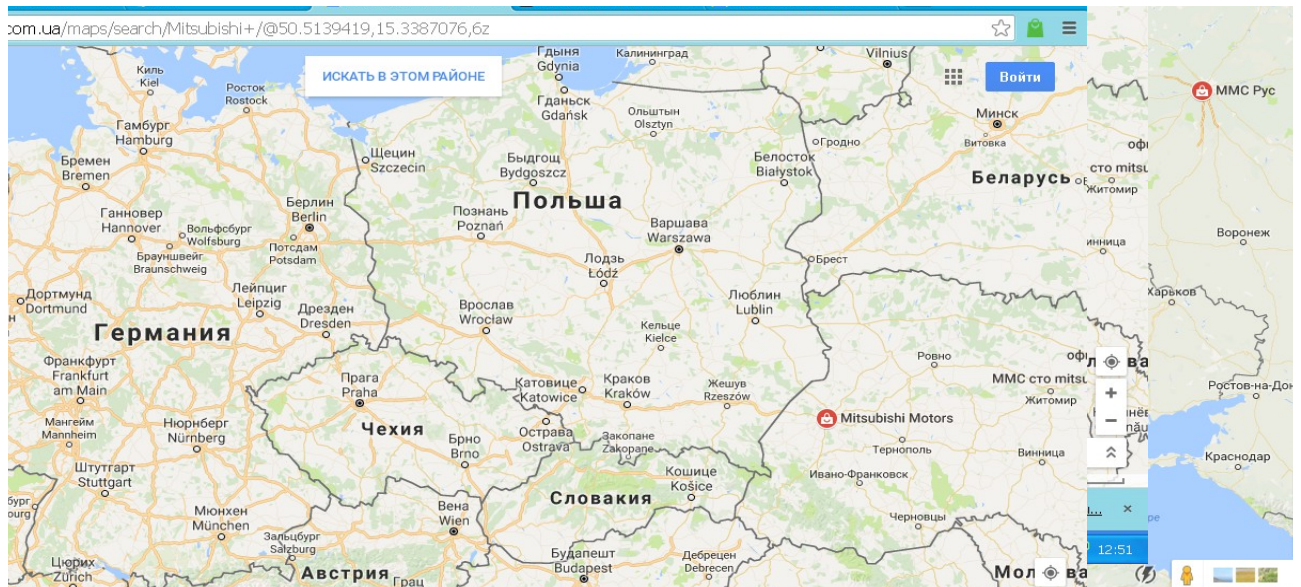 com.ua/maps/search/Mitsubishi+/@50.5139419,15.3387076,6z
ИСКАТЬ В ЭТОМ РАЙОНЕ
Войти
Киль
Kiel
Росток
Rostock
Гдыня
Gdynia
Калининград
Vilnius
Гамбург
Hamburg
Гданьск
Gdańsk
Ольштын
Olsztyn
Гродно
Минск
Витовка
ММС Рус
Бремен
Bremen
Щецин
Szczecin
Быдгощ
Bydgoszcz
Белосток
Białystok
Беларусь
офі
сто mitsu
Житомир
Ганновер
Hannover
Вольфсбург
Wolfsburg
Берлин
Berlin
Познань
Poznań
Польша
Варшава
Warszawa
Брауншвейг
Braunschweig
Потсдам
Potsdam
Лодзь
Łódź
Брест
инница
Воронеж
Дортмунд
Dortmund
Лейпциг
Leipzig
Дрезден
Dresden
Врослав
Wrocław
Люблин
Lublin
Харьков
Германия
Кельце
Kielce
Ровно
офі
ММС сто mitsu
Житомир
Франкфурт
Frankfurt
am Main
Прага
Praha
Катовице
Katowice
Краков
Kraków
Жешув
Rzeszów
Ростов-на-Дон
Мангейм
Mannheim
Нюрнберг
Nürnberg
Чехия
Брно
Brno
Острава
Ostrava
Закопане
Zakopane
Mitsubishi Motors
Тернополь
Винница
Краснодар
Штутгарт
Stuttgart
Словакия
Кошице
Košice
Ивано-Франковск
Мюнхен
München
Вена
Wien
Черновцы
Зальцбург
Salzburg
Будапешт
Budapest
Дебрецен
Debrecen
12:51
Цюрих
Zürich
Австрия
Грац
Мол
ва